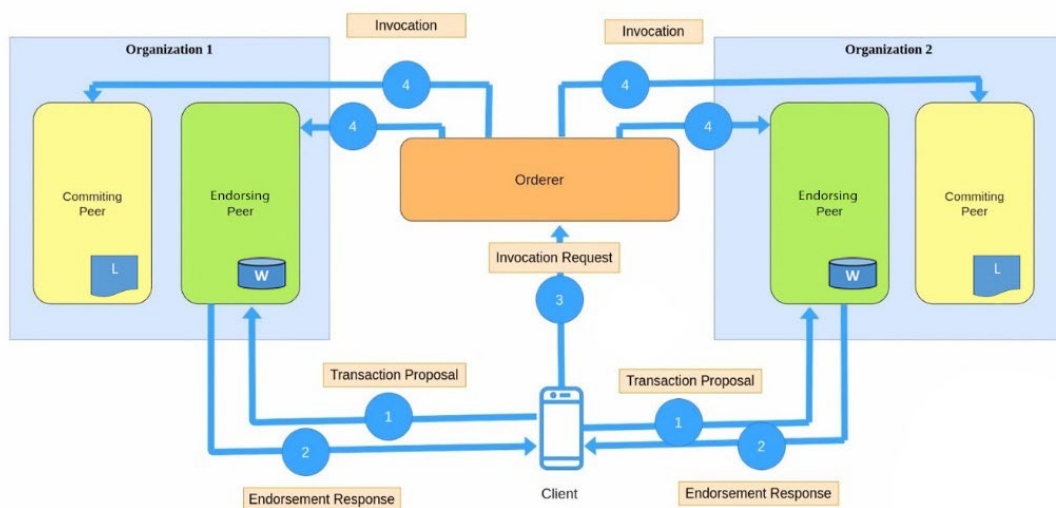 Invocation
Invocation
Organization 1
Organization 2
4
4
4
4
Commiting
Peer
Endorsing
Peer
Orderer
Endorsing
Peer
Commiting
Peer
L
W
Invocation Request
W
L
3
Transaction Proposal
Transaction Proposal
1
1
2
2
Endorsement Response
Client
Endorsement Response